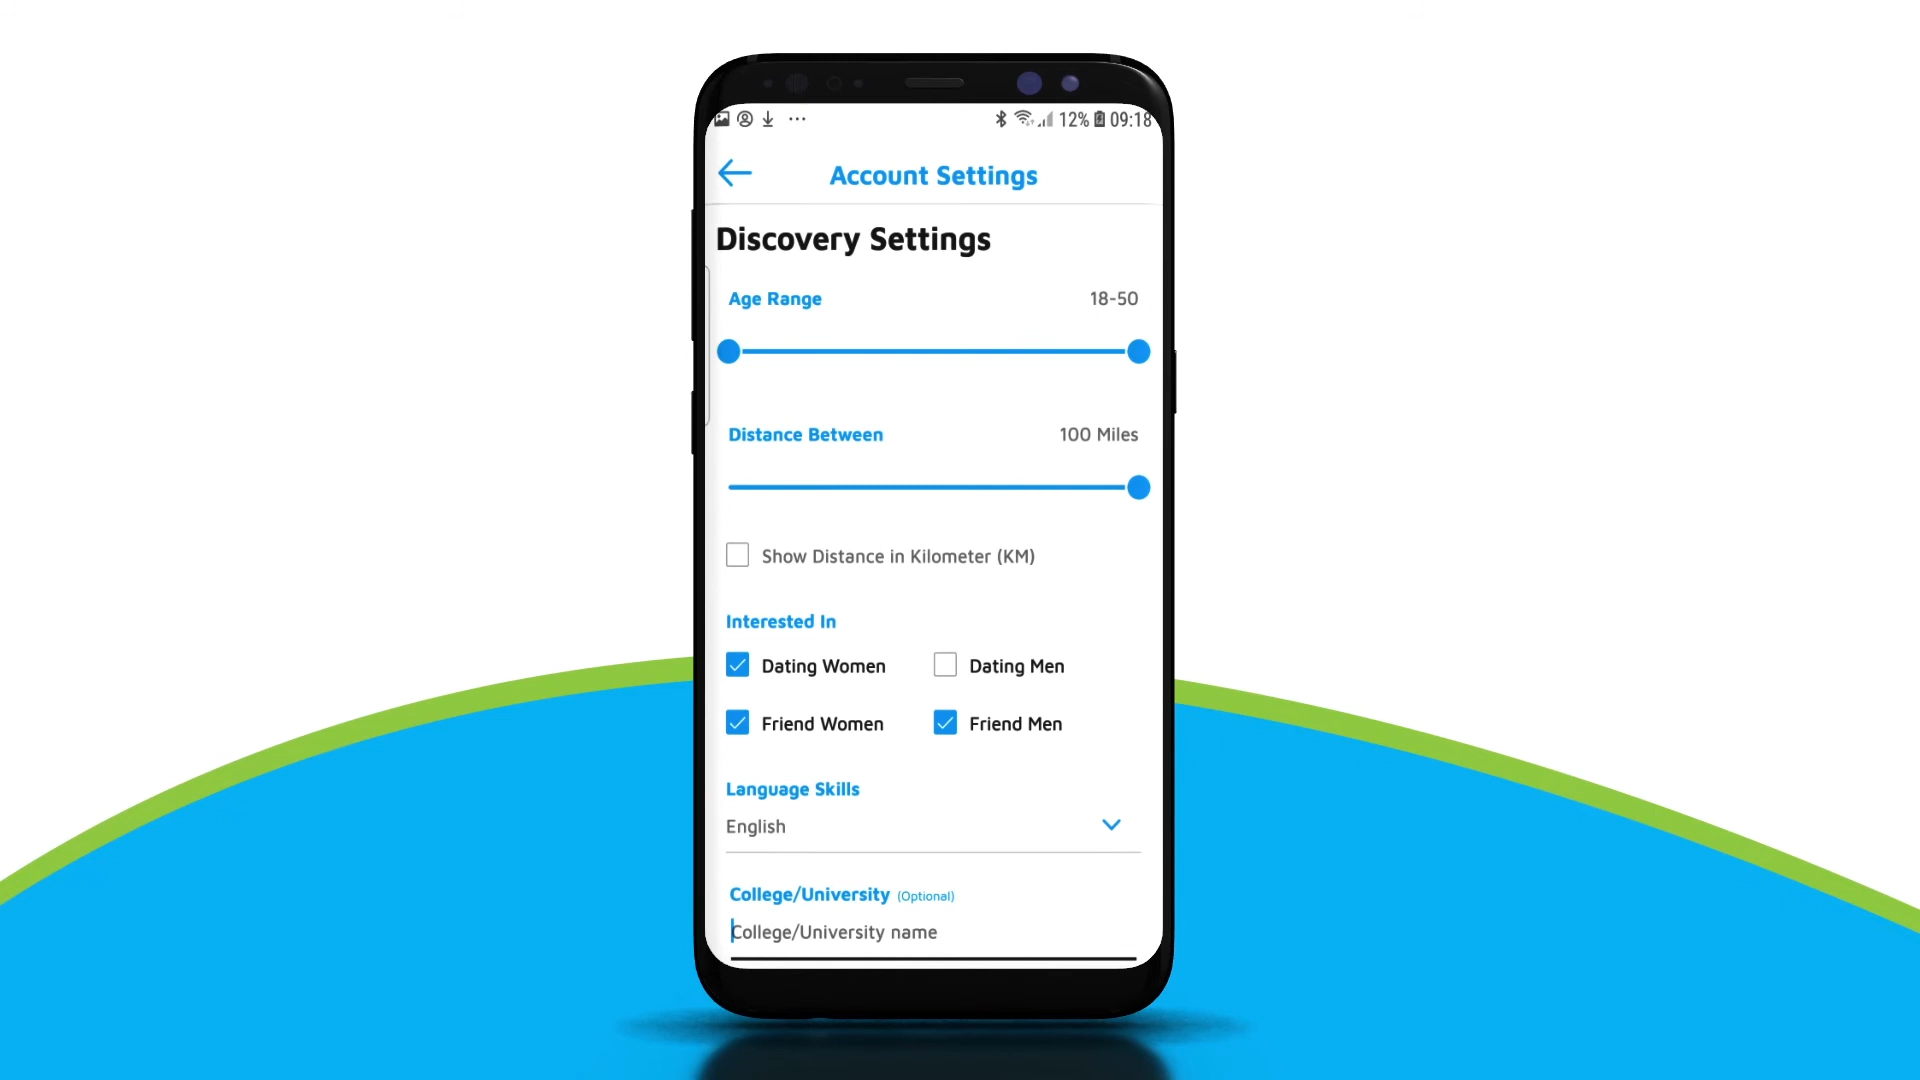 12% 09:18
Account Settings
Discovery Settings
Age Range 18-50
Distance Between 100 Miles
Show Distance in Kilometer (KM)
Interested In
Dating Women Dating Men
Friend Women Friend Men
Language Skills
English
College/University (Optional)
College/University name